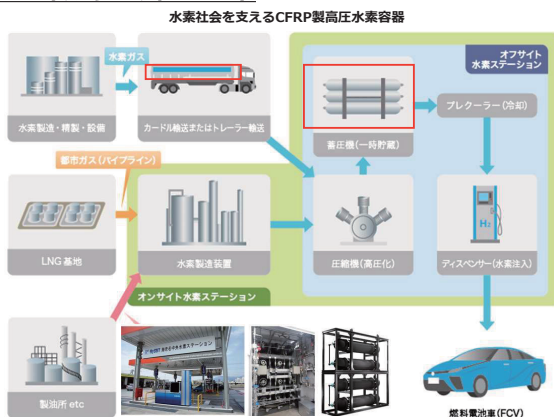 水素社会を支えるCFRP製高圧水素容器
オフサイト
水素ステーション
水素ガス
水素製造・精製・設備
カードル輸送またはトレーラー輸送
蓄圧機(一時貯蔵)
プレクーラー(冷却)
都市ガス(パイプライン)
LNG基地
水素製造装置
圧縮機(高圧化)
H₂
ディスペンサー(水素注入)
オンサイト水素ステーション
製油所 etc
燃料電池車(FCV)